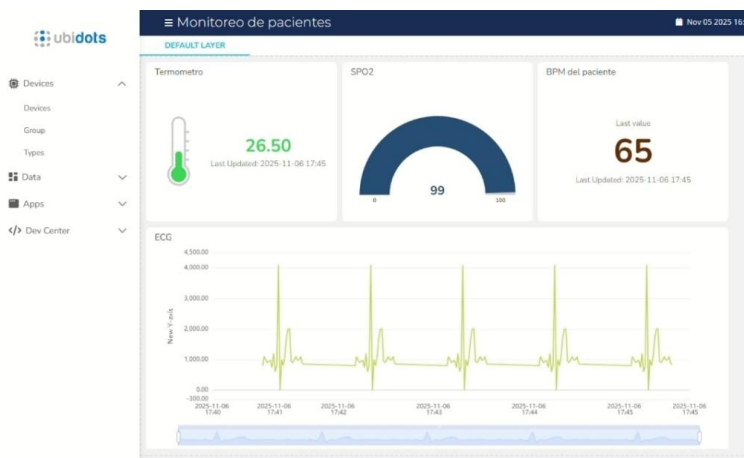 ubidots
≡ Monitoreo de pacientes
Nov 05 2025 16:
DEFAULT LAYER
Devices
Devices
Group
Types
Data
Apps
</> Dev Center
Termometro
26.50
Last Updated: 2025-11-06 17:45
SPO2
99
0
100
BPM del paciente
Last value
65
Last Updated: 2025-11-06 17:45
ECG
New Y-axis
4,500.00
4,000.00
3,000.00
2,000.00
1,000.00
0.00
-300.00
2025-11-06
17:40
2025-11-06
17:41
2025-11-06
17:42
2025-11-06
17:43
2025-11-06
17:44
2025-11-06
17:45
2025-11-06
17:45